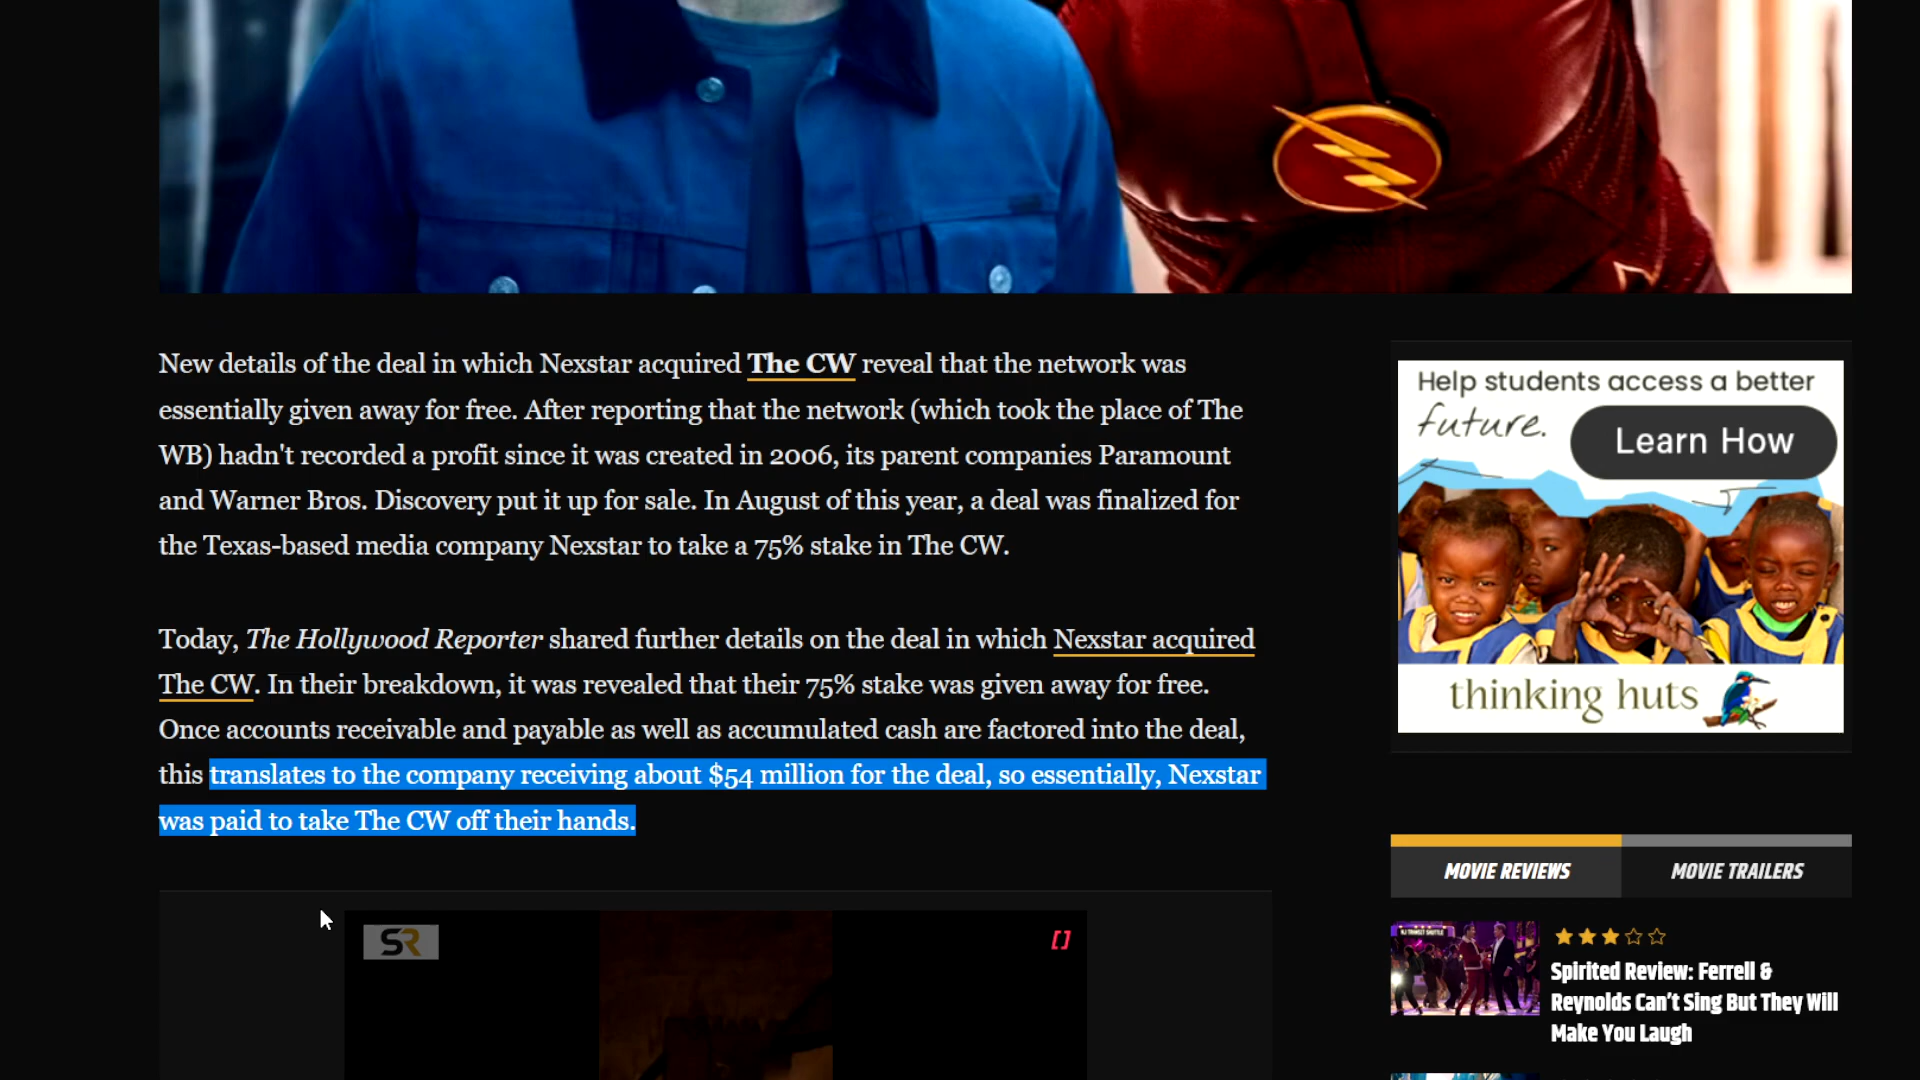 New details of the deal in which Nexstar acquired The CW reveal that the network was
essentially given away for free. After reporting that the network (which took the place of The
WB) hadn't recorded a profit since it was created in 2006, its parent companies Paramount
and Warner Bros. Discovery put it up for sale. In August of this year, a deal was finalized for
the Texas-based media company Nexstar to take a 75% stake in The CW.
Today, The Hollywood Reporter shared further details on the deal in which Nexstar acquired
The CW. In their breakdown, it was revealed that their 75% stake was given away for free.
Once accounts receivable and payable as well as accumulated cash are factored into the deal,
this translates to the company receiving about $54 million for the deal, so essentially, Nexstar
was paid to take The CW off their hands.
SR
Help students access a better
future.
Learn How
thinking huts
MOVIE REVIEWS
MOVIE TRAILERS
NJ TRANSIT SHUTTLE
Spirited Review: Ferrell &
Reynolds Can't Sing But They Will
Make You Laugh